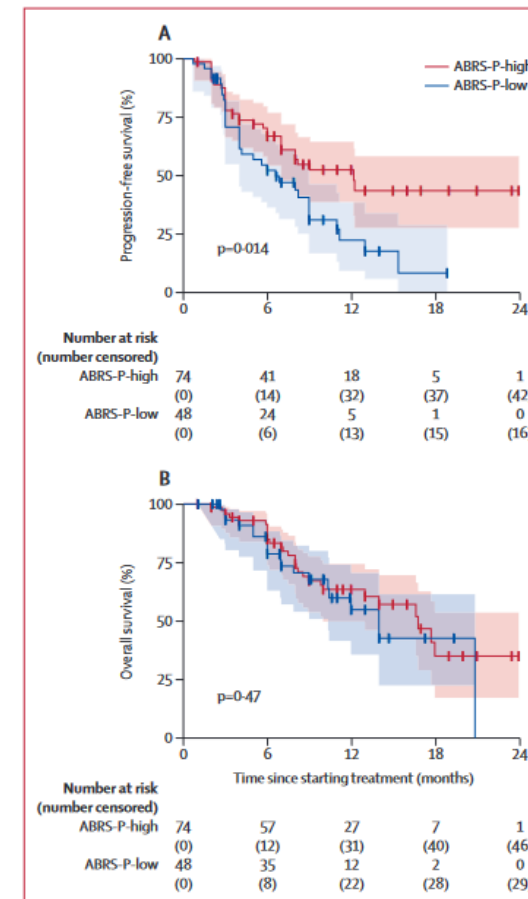 A
ABRS-P-high
ABRS-P-low
Progression-free survival (%)
100
75
50
25
0
p=0·014
0 6 12 18 24
Number at risk
(number censored)
ABRS-P-high 74 41 18 5 1
(0) (14) (32) (37) (42
ABRS-P-low 48 24 5 1 0
(0) (6) (13) (15) (16
B
Overall survival (%)
100
75
50
25
0
p=0·47
0 6 12 18 24
Time since starting treatment (months)
Number at risk
(number censored)
ABRS-P-high 74 57 27 7 1
(0) (12) (31) (40) (46
ABRS-P-low 48 35 12 2 0
(0) (8) (22) (28) (29